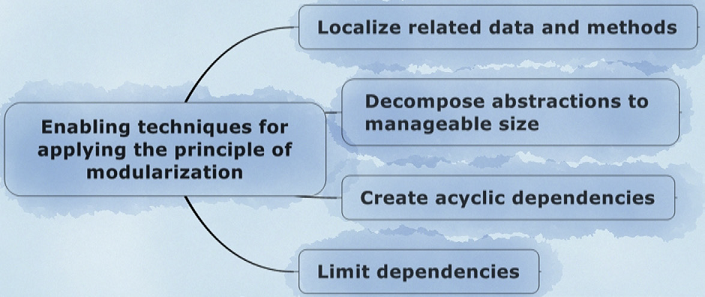 Localize related data and methods
Decompose abstractions to
manageable size
Enabling techniques for
applying the principle of
modularization
Create acyclic dependencies
Limit dependencies